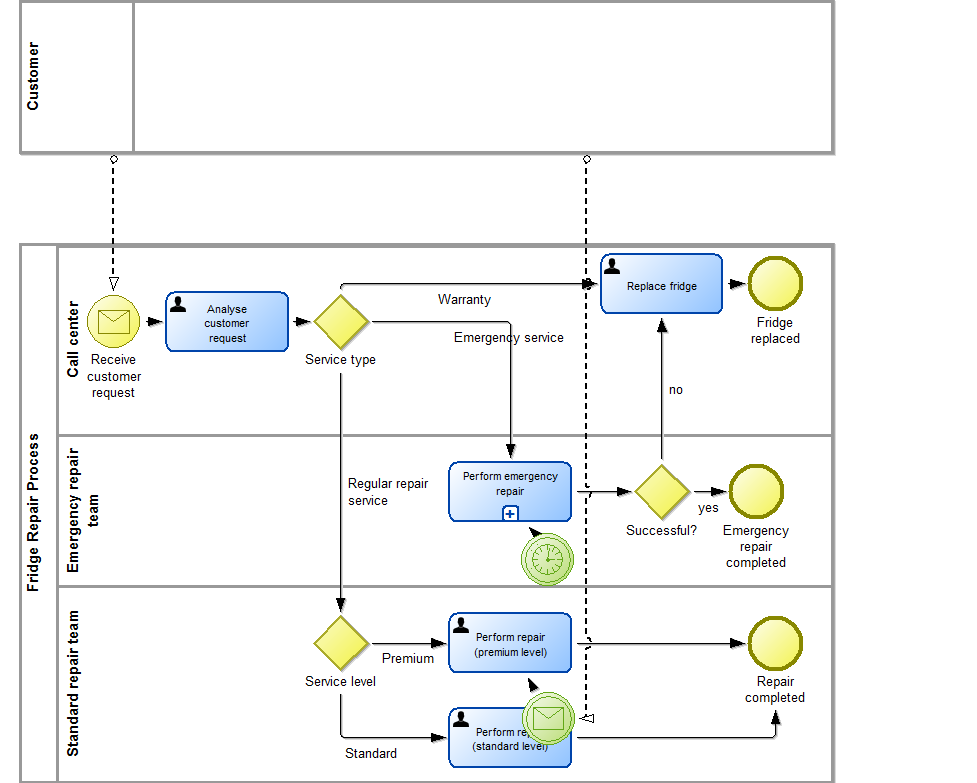 Customer
Fridge Repair Process
Call center
Receive
customer
request
Analyse
customer
request
Service type
Warranty
Emergency service
Replace fridge
Fridge
replaced
no
Emergency repair
team
Regular repair
service
Perform emergency
repair
Successful?
yes
Emergency
repair
completed
Standard repair team
Service level
Premium
Perform repair
(premium level)
Repair
completed
Standard
Perform
(standard level)